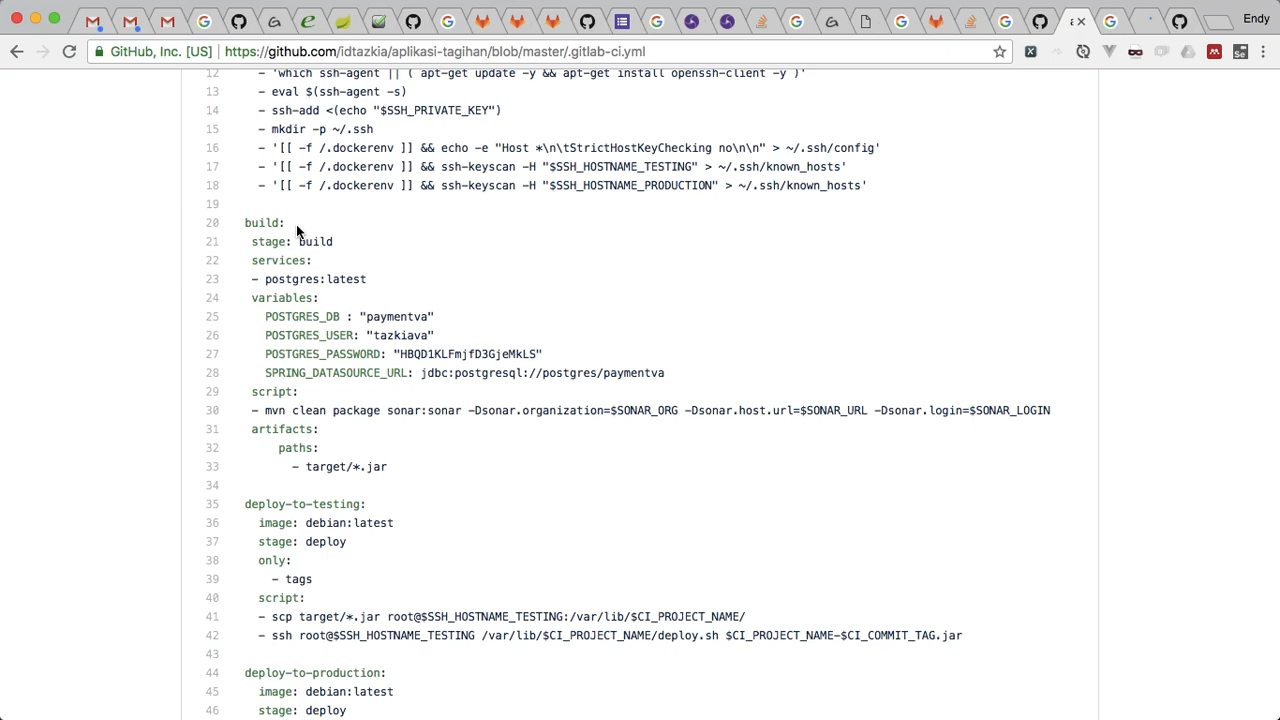 Endy
GitHub, Inc. [US] https://github.com/idtazkia/aplikasi-tagihan/blob/master/.gitlab-ci.yml
12 - 'which ssh-agent || ( apt-get update -y && apt-get install openssh-client -y )'
13 - eval $(ssh-agent -s)
14 - ssh-add <(echo "$SSH_PRIVATE_KEY")
15 - mkdir -p ~/.ssh
16 - '[[ -f /.dockerenv ]] && echo -e "Host *\n\tStrictHostKeyChecking no\n\n" > ~/.ssh/config'
17 - '[[ -f /.dockerenv ]] && ssh-keyscan -H "$SSH_HOSTNAME_TESTING" > ~/.ssh/known_hosts'
18 - '[[ -f /.dockerenv ]] && ssh-keyscan -H "$SSH_HOSTNAME_PRODUCTION" > ~/.ssh/known_hosts'
19
20 build:
21 stage: build
22 services:
23 - postgres:latest
24 variables:
25 POSTGRES_DB : "paymentva"
26 POSTGRES_USER: "tazkiava"
27 POSTGRES_PASSWORD: "HBQD1KLFmjfD3GjeMkLS"
28 SPRING_DATASOURCE_URL: jdbc:postgresql://postgres/paymentva
29 script:
30 - mvn clean package sonar:sonar -Dsonar.organization=$SONAR_ORG -Dsonar.host.url=$SONAR_URL -Dsonar.login=$SONAR_LOGIN
31 artifacts:
32 paths:
33 - target/*.jar
34
35 deploy-to-testing:
36 image: debian:latest
37 stage: deploy
38 only:
39 - tags
40 script:
41 - scp target/*.jar root@$SSH_HOSTNAME_TESTING:/var/lib/$CI_PROJECT_NAME/
42 - ssh root@$SSH_HOSTNAME_TESTING /var/lib/$CI_PROJECT_NAME/deploy.sh $CI_PROJECT_NAME-$CI_COMMIT_TAG.jar
43
44 deploy-to-production:
45 image: debian:latest
46 stage: deploy